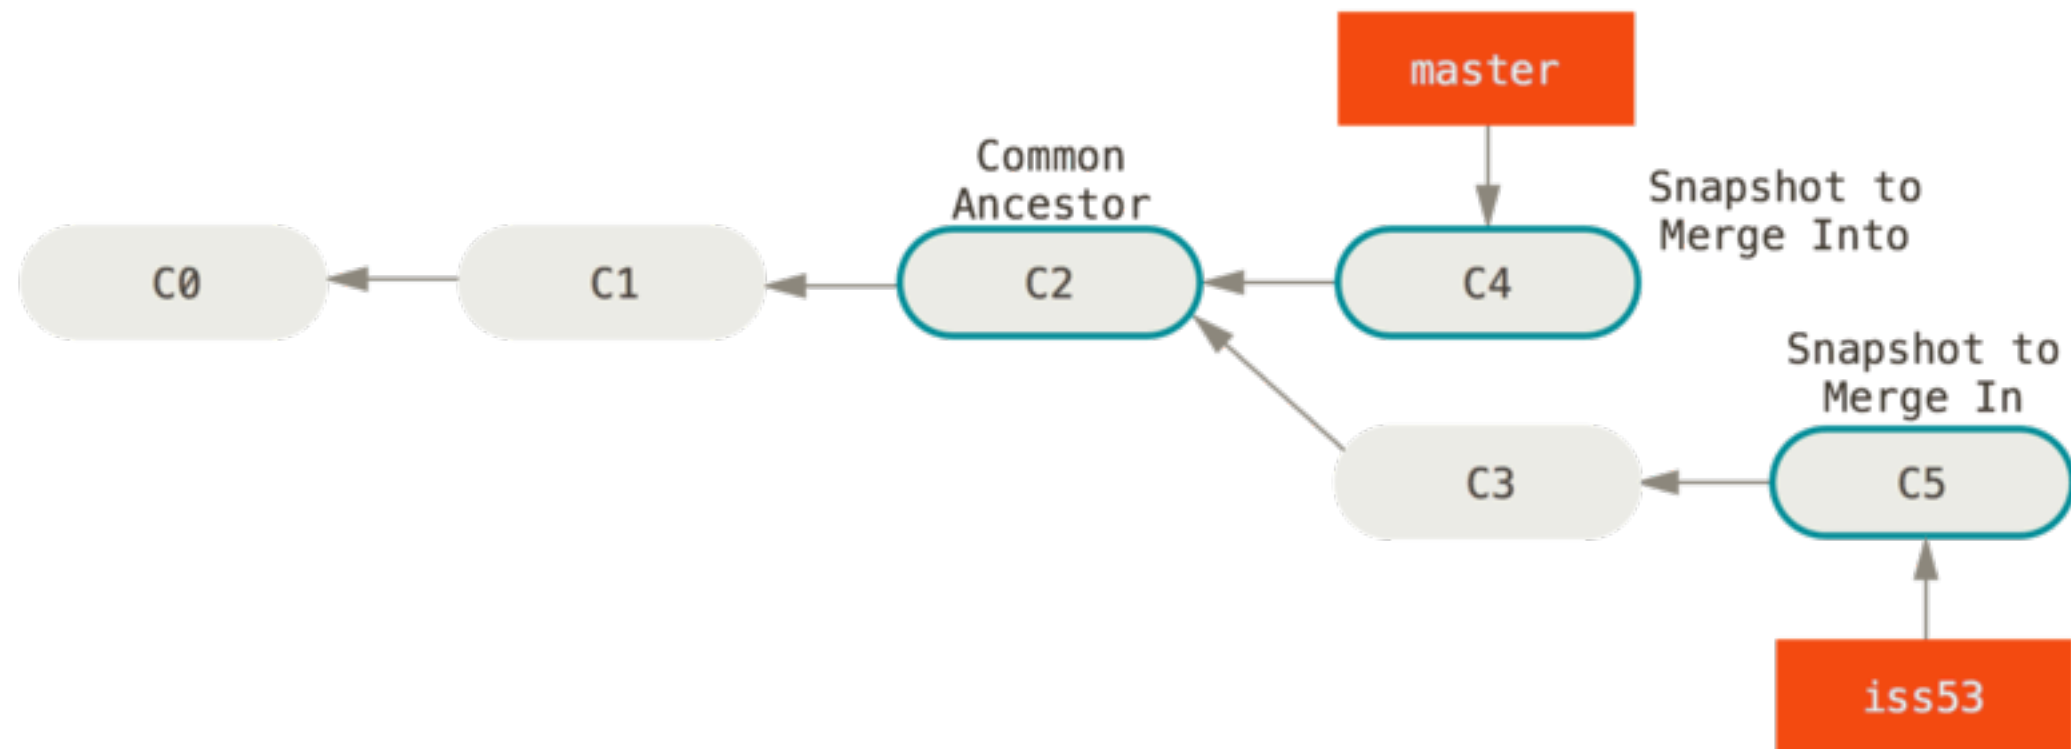 master
Common
Ancestor
Snapshot to
Merge Into
C0
C1
C2
C4
Snapshot to
Merge In
C3
C5
iss53